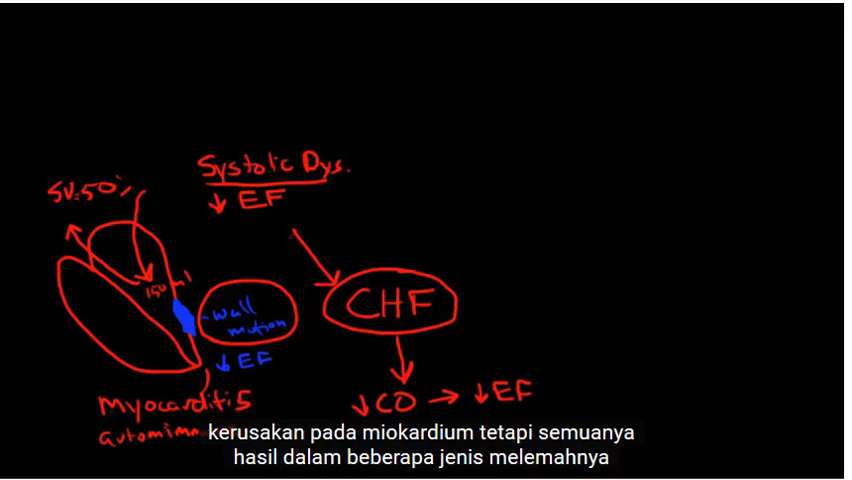 Systolic Dys.
↓ EF
SV=50%
150 ml
CHF
-wall
motion
↓ EF
↓ CO → ↓ EF
Myocarditis
kerusakan pada miokardium tetapi semuanya
hasil dalam beberapa jenis melemahnya